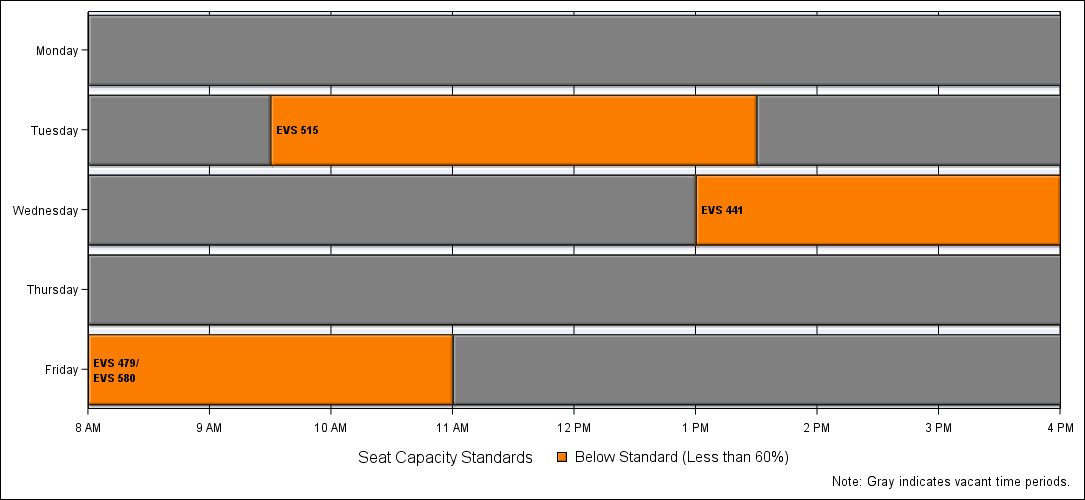 Monday
Tuesday
EVS 515
Wednesday
EVS 441
Thursday
Friday
EVS 479/
EVS 580
8 AM 9 AM 10 AM 11 AM 12 PM 1 PM 2 PM 3 PM 4 PM
Seat Capacity Standards Below Standard (Less than 60%)
Note: Gray indicates vacant time periods.